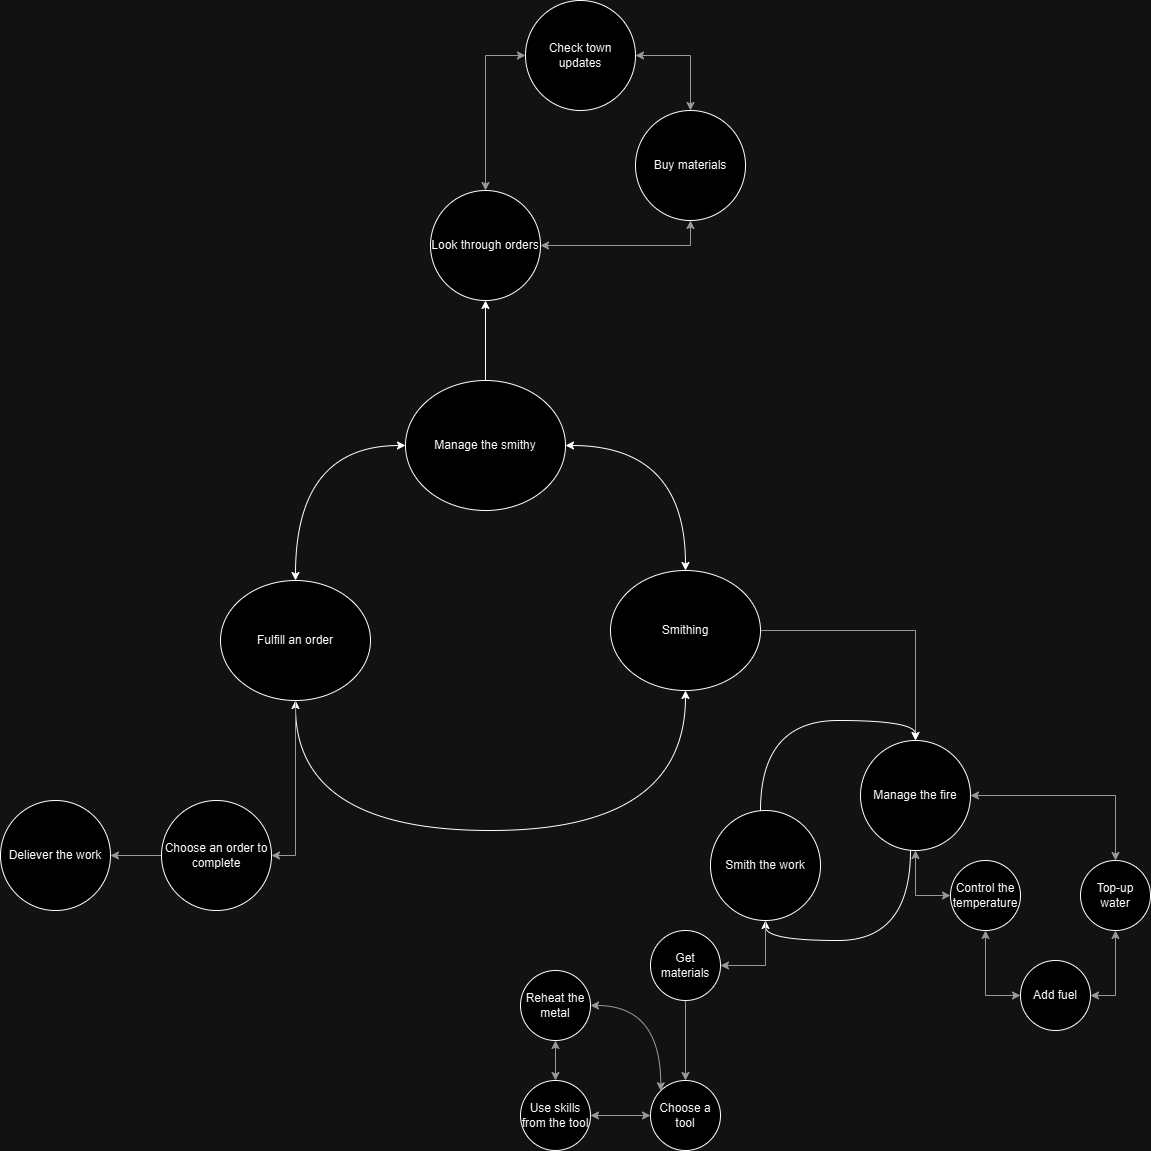 Check town
updates
Buy materials
Look through orders
Manage the smithy
Fulfill an order
Smithing
Manage the fire
Deliever the work
Choose an order to
complete
Smith the work
Control the
temperature
Top-up
water
Get
materials
Reheat the
metal
Add fuel
Use skills
from the tool
Choose a
tool